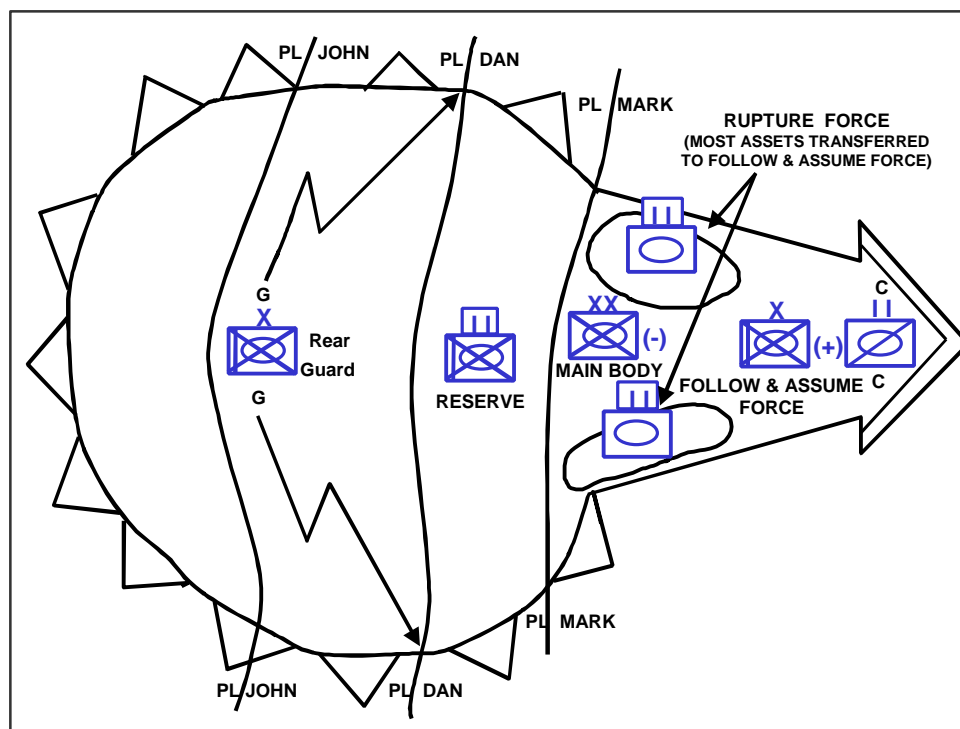 PL JOHN
PL DAN
PL MARK
RUPTURE FORCE
(MOST ASSETS TRANSFERRED
TO FOLLOW & ASSUME FORCE)
G
X
Rear
Guard
G
RESERVE
XX
(-)
MAIN BODY
X
(+)
C
C
FOLLOW & ASSUME
FORCE
PL MARK
PL JOHN
PL DAN